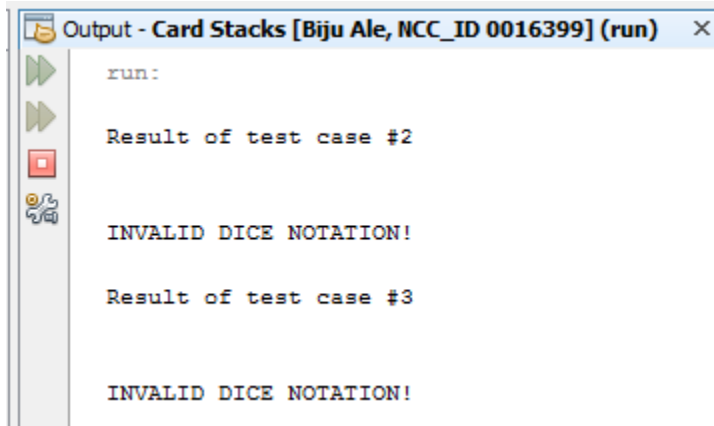 Output - Card Stacks [Biju Ale, NCC_ID 0016399] (run)
run:
Result of test case #2
INVALID DICE NOTATION!
Result of test case #3
INVALID DICE NOTATION!